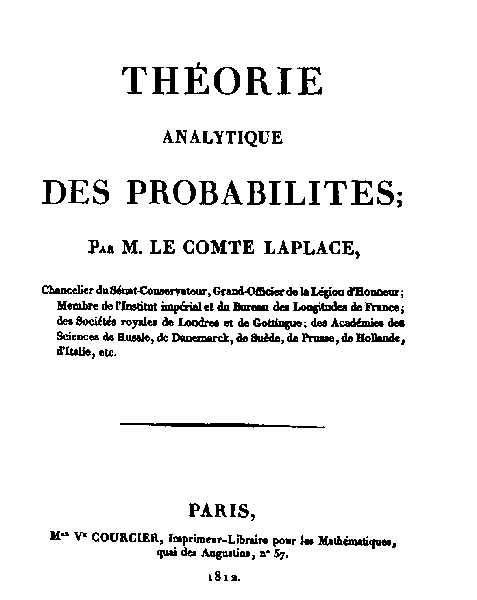 THÉORIE
ANALYTIQUE
DES PROBABILITES;
PAR M. LE COMTE LAPLACE,
Chancelier du Sénat-Conservateur, Grand-Officier de la Légion d'Honneur;
Membre de l'Institut impérial et du Bureau des Longitudes de France;
des Sociétés royales de Londres et de Gottingue; des Académies des
Sciences de Russie, de Danemarck, de Suède, de Prusse, de Hollande,
d'Italie, etc.
PARIS,
Mme Ve COURCIER, Imprimeur-Libraire pour les Mathématiques,
quai des Augustins, n° 57.
1812.